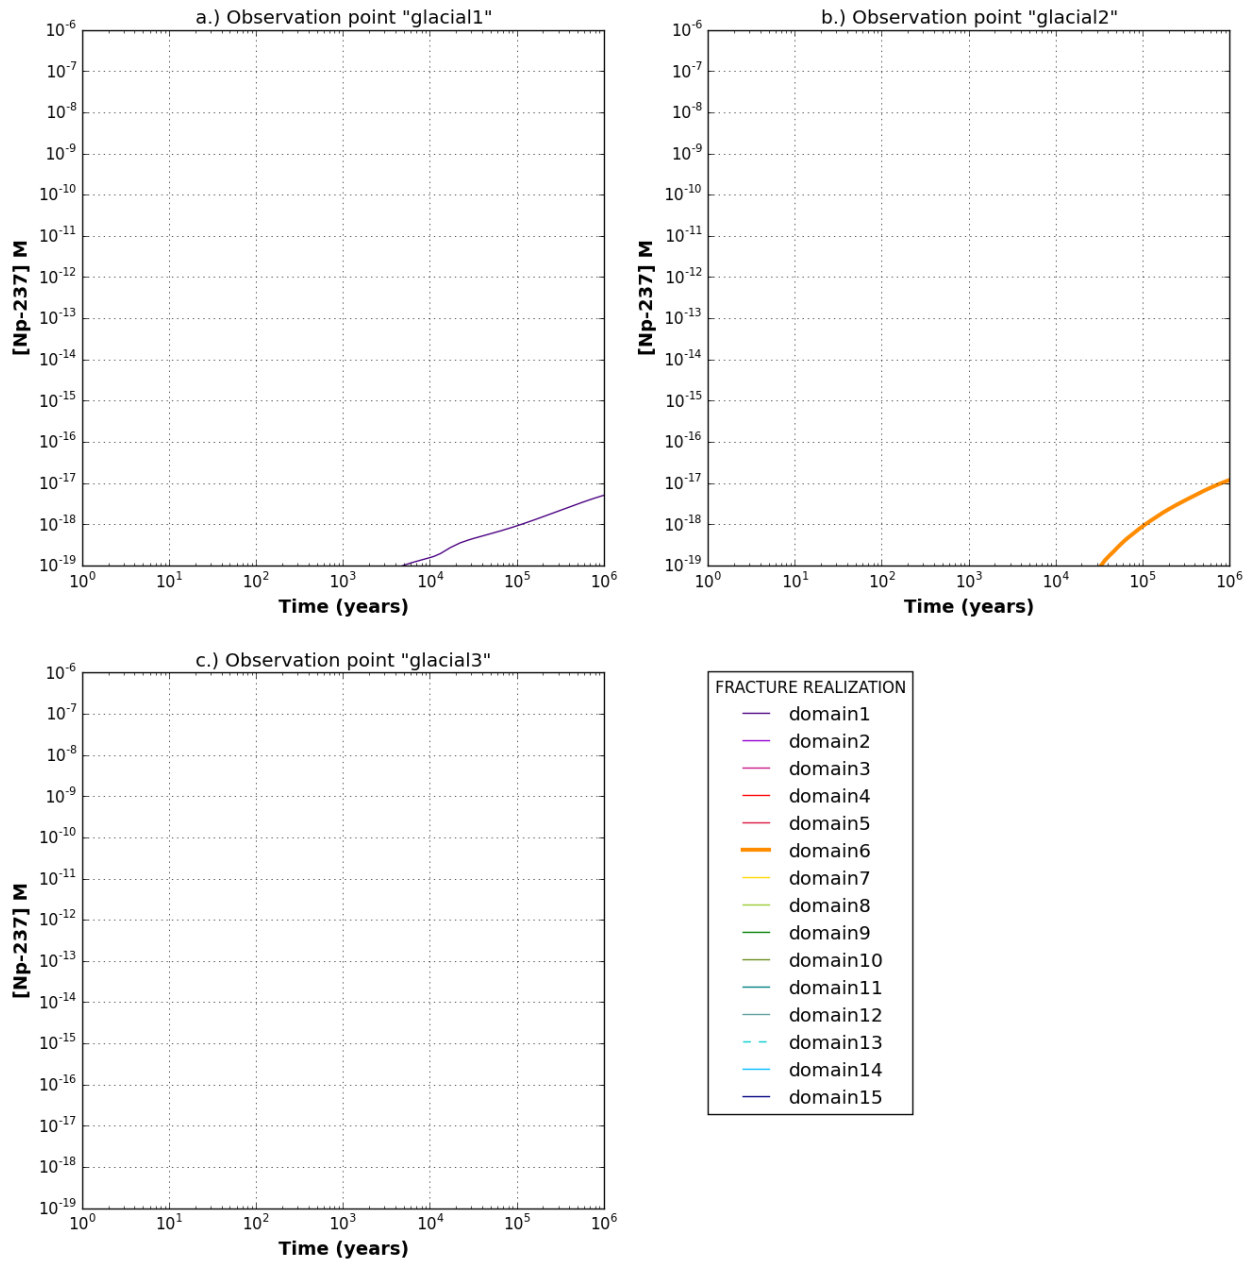 a.) Observation point "glacial1"
10^-6
10^-7
10^-8
10^-9
10^-10
10^-11
10^-12
10^-13
10^-14
10^-15
10^-16
10^-17
10^-18
10^-19
[Np-237] M
10^0 10^1 10^2 10^3 10^4 10^5 10^6
Time (years)
b.) Observation point "glacial2"
10^-6
10^-7
10^-8
10^-9
10^-10
10^-11
10^-12
10^-13
10^-14
10^-15
10^-16
10^-17
10^-18
10^-19
[Np-237] M
10^0 10^1 10^2 10^3 10^4 10^5 10^6
Time (years)
c.) Observation point "glacial3"
10^-6
10^-7
10^-8
10^-9
10^-10
10^-11
10^-12
10^-13
10^-14
10^-15
10^-16
10^-17
10^-18
10^-19
[Np-237] M
10^0 10^1 10^2 10^3 10^4 10^5 10^6
Time (years)
FRACTURE REALIZATION
domain1
domain2
domain3
domain4
domain5
domain6
domain7
domain8
domain9
domain10
domain11
domain12
domain13
domain14
domain15